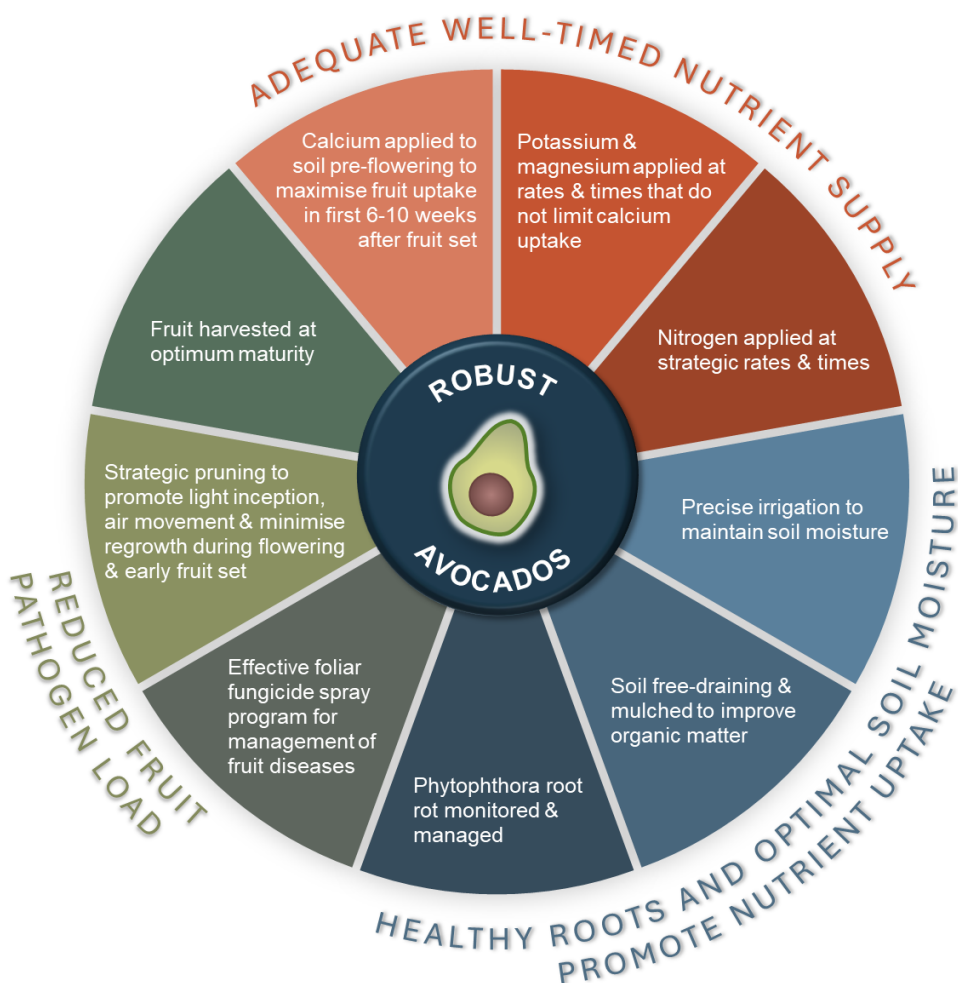 ADEQUATE WELL-TIMED NUTRIENT SUPPLY
Calcium applied to
soil pre-flowering to
maximise fruit uptake
in first 6-10 weeks
after fruit set
Potassium &
magnesium applied at
rates & times that do
not limit calcium
uptake
Nitrogen applied at
strategic rates & times
Precise irrigation to
maintain soil moisture
Soil free-draining &
mulched to improve
organic matter
Phytophthora root
rot monitored &
managed
HEALTHY ROOTS AND OPTIMAL SOIL MOISTURE
PROMOTE NUTRIENT UPTAKE
Effective foliar
fungicide spray
program for
management of
fruit diseases
Strategic pruning to
promote light inception,
air movement & minimise
regrowth during flowering
& early fruit set
REDUCED FRUIT
PATHOGEN LOAD
Fruit harvested at
optimum maturity
ROBUST
AVOCADOS